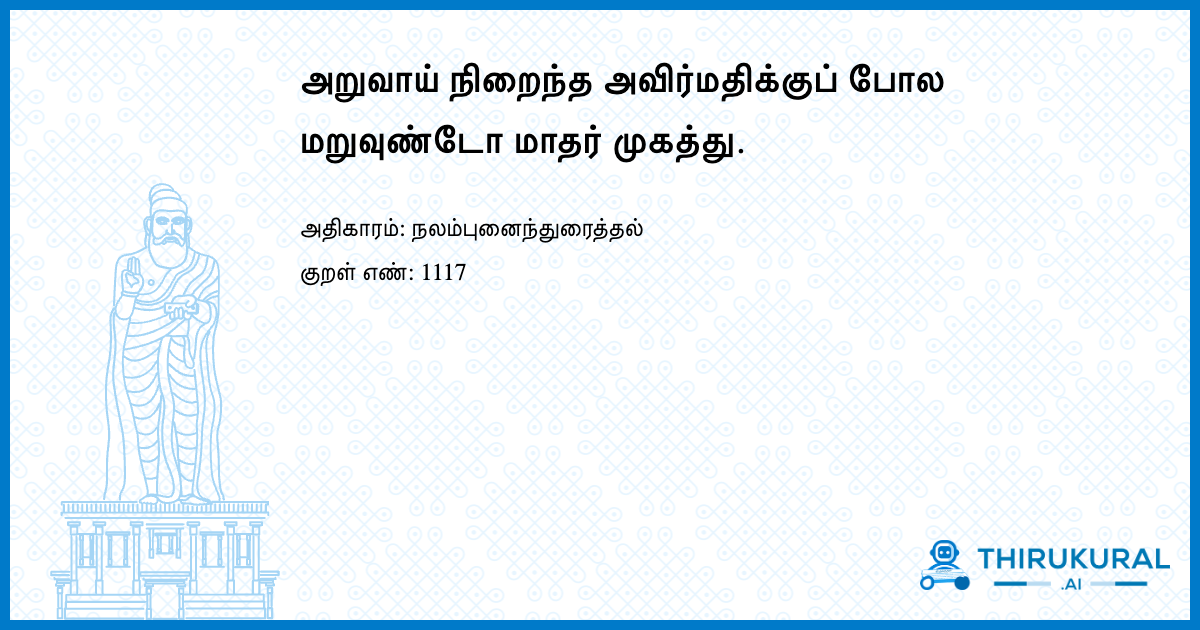 அறுவாய் நிறைந்த அவிர்மதிக்குப் போல
மறுவுண்டோ மாதர் முகத்து.
அதிகாரம்: நலம்புனைந்துரைத்தல்
குறள் எண்: 1117
THIRUKURAL
.AI